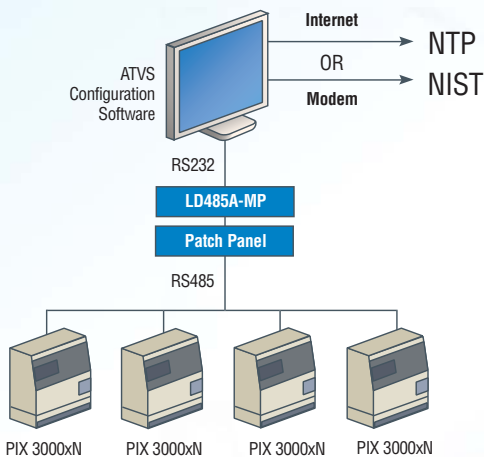 Internet
NTP
ATVS
Configuration
Software
OR
NIST
Modem
RS232
LD485A-MP
Patch Panel
RS485
PIX 3000xN
PIX 3000xN
PIX 3000xN
PIX 3000xN